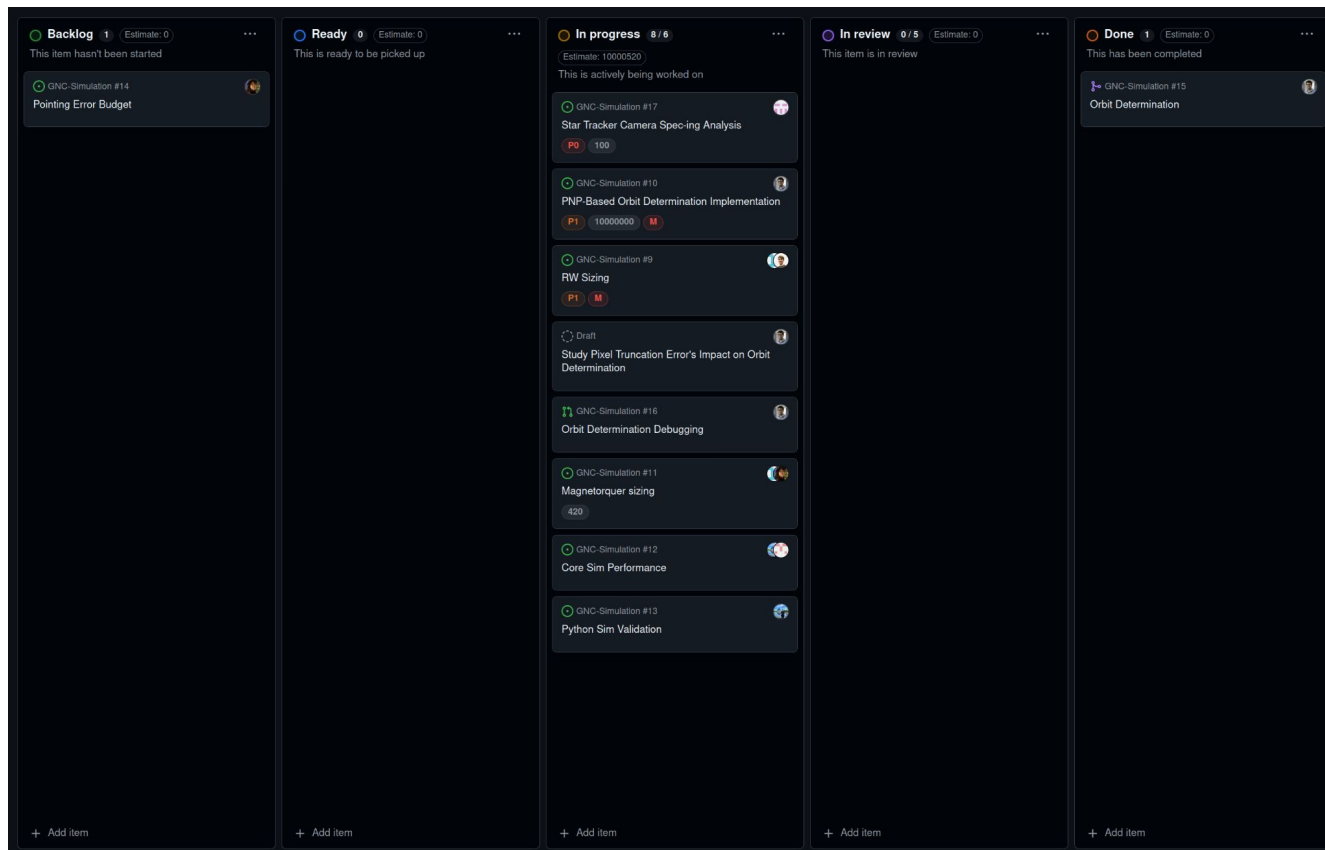 Backlog 1 Estimate: 0
This item hasn't been started
GNC-Simulation #14
Pointing Error Budget
+ Add item
Ready 0 Estimate: 0
This is ready to be picked up
+ Add item
In progress 8 / 6
Estimate: 10000520
This is actively being worked on
GNC-Simulation #17
Star Tracker Camera Spec-ing Analysis
P0 100
GNC-Simulation #10
PNP-Based Orbit Determination Implementation
P1 10000000 M
GNC-Simulation #9
RW Sizing
P1 M
Draft
Study Pixel Truncation Error's Impact on Orbit
Determination
GNC-Simulation #16
Orbit Determination Debugging
GNC-Simulation #11
Magnetorquer sizing
420
GNC-Simulation #12
Core Sim Performance
GNC-Simulation #13
Python Sim Validation
+ Add item
In review 0 / 5 Estimate: 0
This item is in review
+ Add item
Done 1 Estimate: 0
This has been completed
GNC-Simulation #15
Orbit Determination
+ Add item